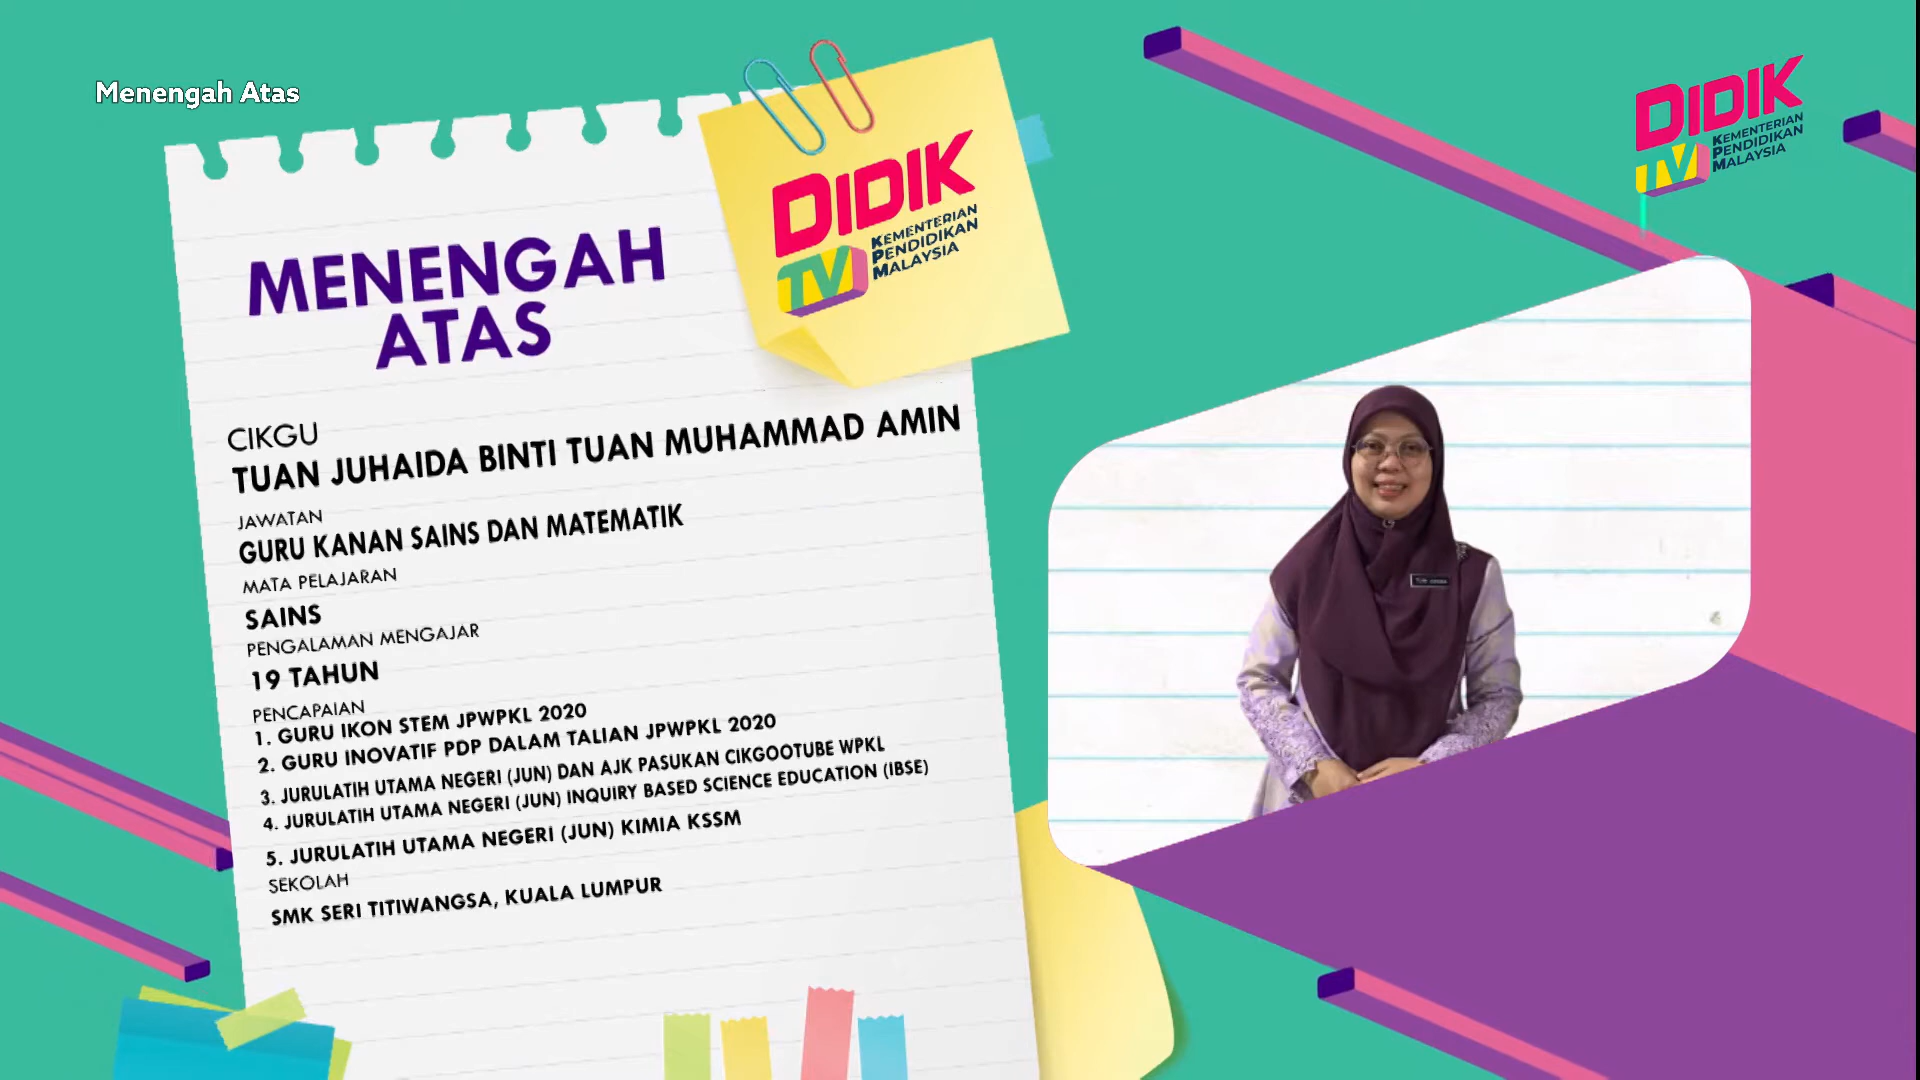 Menengah Atas
DIDIK
TV
KEMENTERIAN
PENDIDIKAN
MALAYSIA
DIDIK
TV
KEMENTERIAN
PENDIDIKAN
MALAYSIA
MENENGAH
ATAS
CIKGU
TUAN JUHAIDA BINTI TUAN MUHAMMAD AMIN
JAWATAN
GURU KANAN SAINS DAN MATEMATIK
MATA PELAJARAN
SAINS
PENGALAMAN MENGAJAR
19 TAHUN
PENCAPAIAN
1. GURU IKON STEM JPWPKL 2020
2. GURU INOVATIF PDP DALAM TALIAN JPWPKL 2020
3. JURULATIH UTAMA NEGERI (JUN) DAN AJK PASUKAN CIKGOOTUBE WPKL
4. JURULATIH UTAMA NEGERI (JUN) INQUIRY BASED SCIENCE EDUCATION (IBSE)
5. JURULATIH UTAMA NEGERI (JUN) KIMIA KSSM
SEKOLAH
SMK SERI TITIWANGSA, KUALA LUMPUR